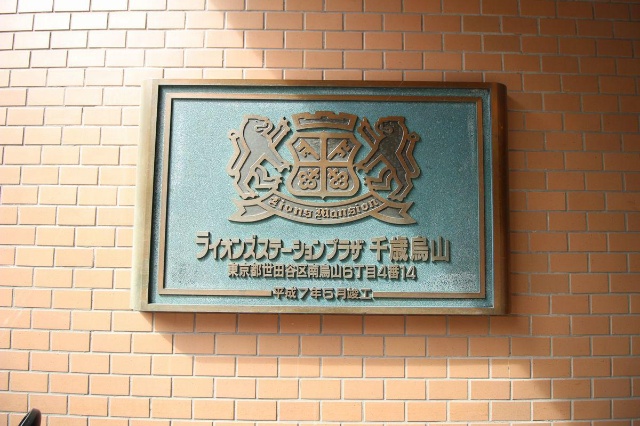 Lions Mansion
ライオンズステーションプラザ 千歳烏山
東京都世田谷区南烏山6丁目4番14
平成7年5月竣工